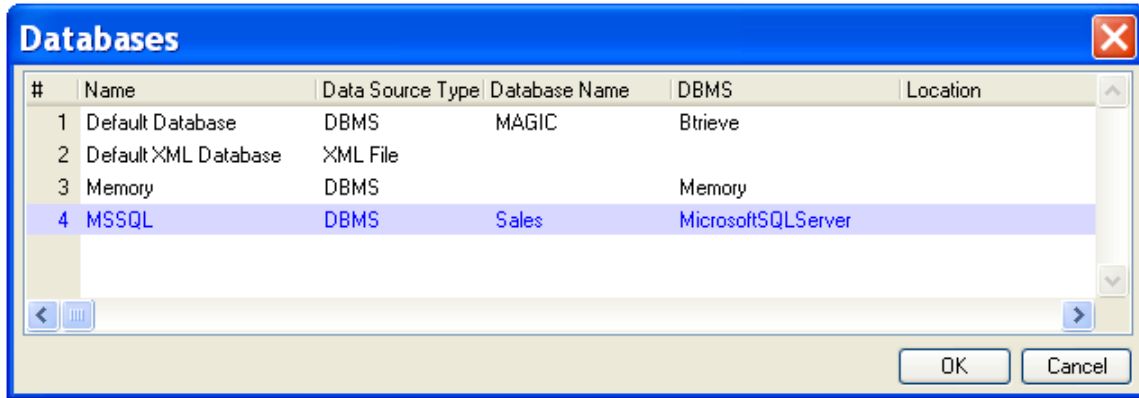 Databases
# Name Data Source Type Database Name DBMS Location
1 Default Database DBMS MAGIC Btrieve
2 Default XML Database XML File
3 Memory DBMS Memory
4 MSSQL DBMS Sales MicrosoftSQLServer
OK Cancel